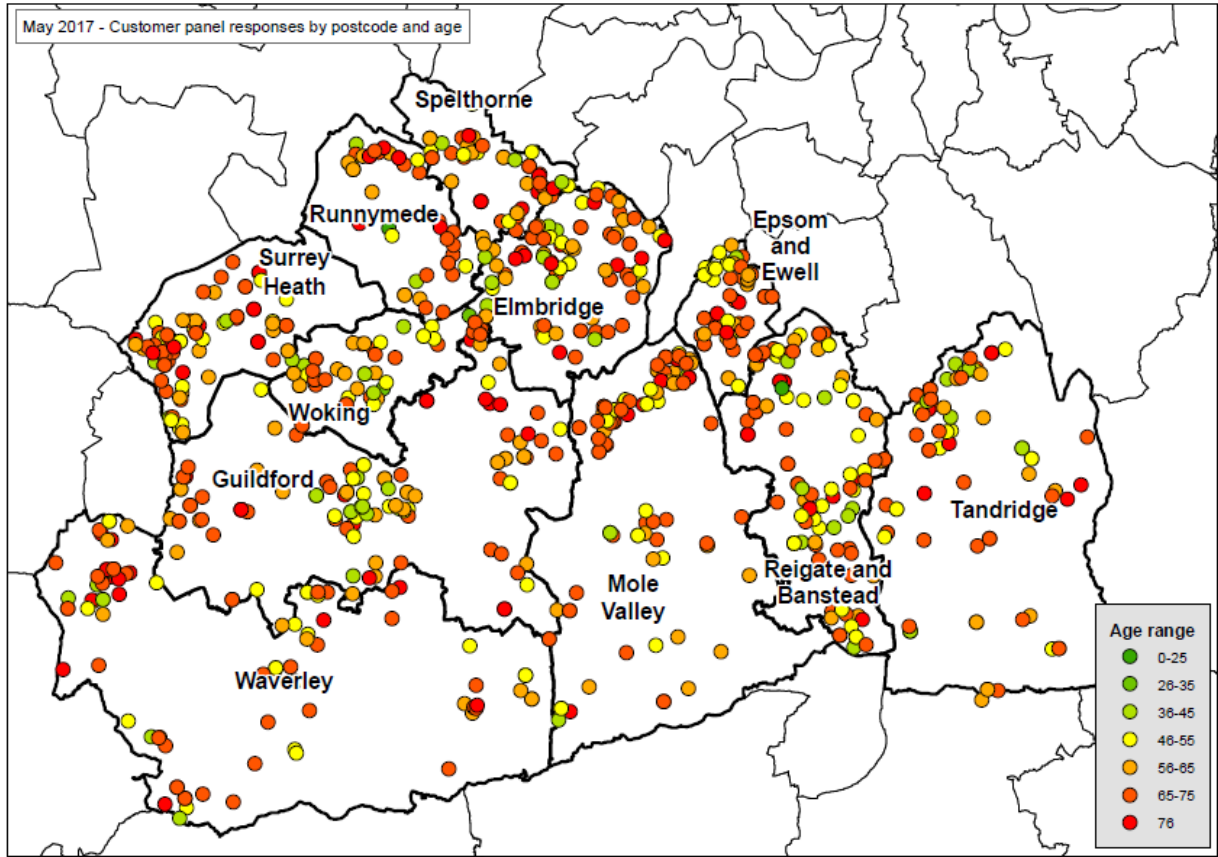 May 2017 - Customer panel responses by postcode and age
Spelthorne
Runnymede
Epsom
and
Ewell
Surrey
Heath
Elmbridge
Woking
Guildford
Tandridge
Mole
Valley
Reigate and
Banstead
Waverley
Age range
0-25
26-35
36-45
46-55
56-65
65-75
76